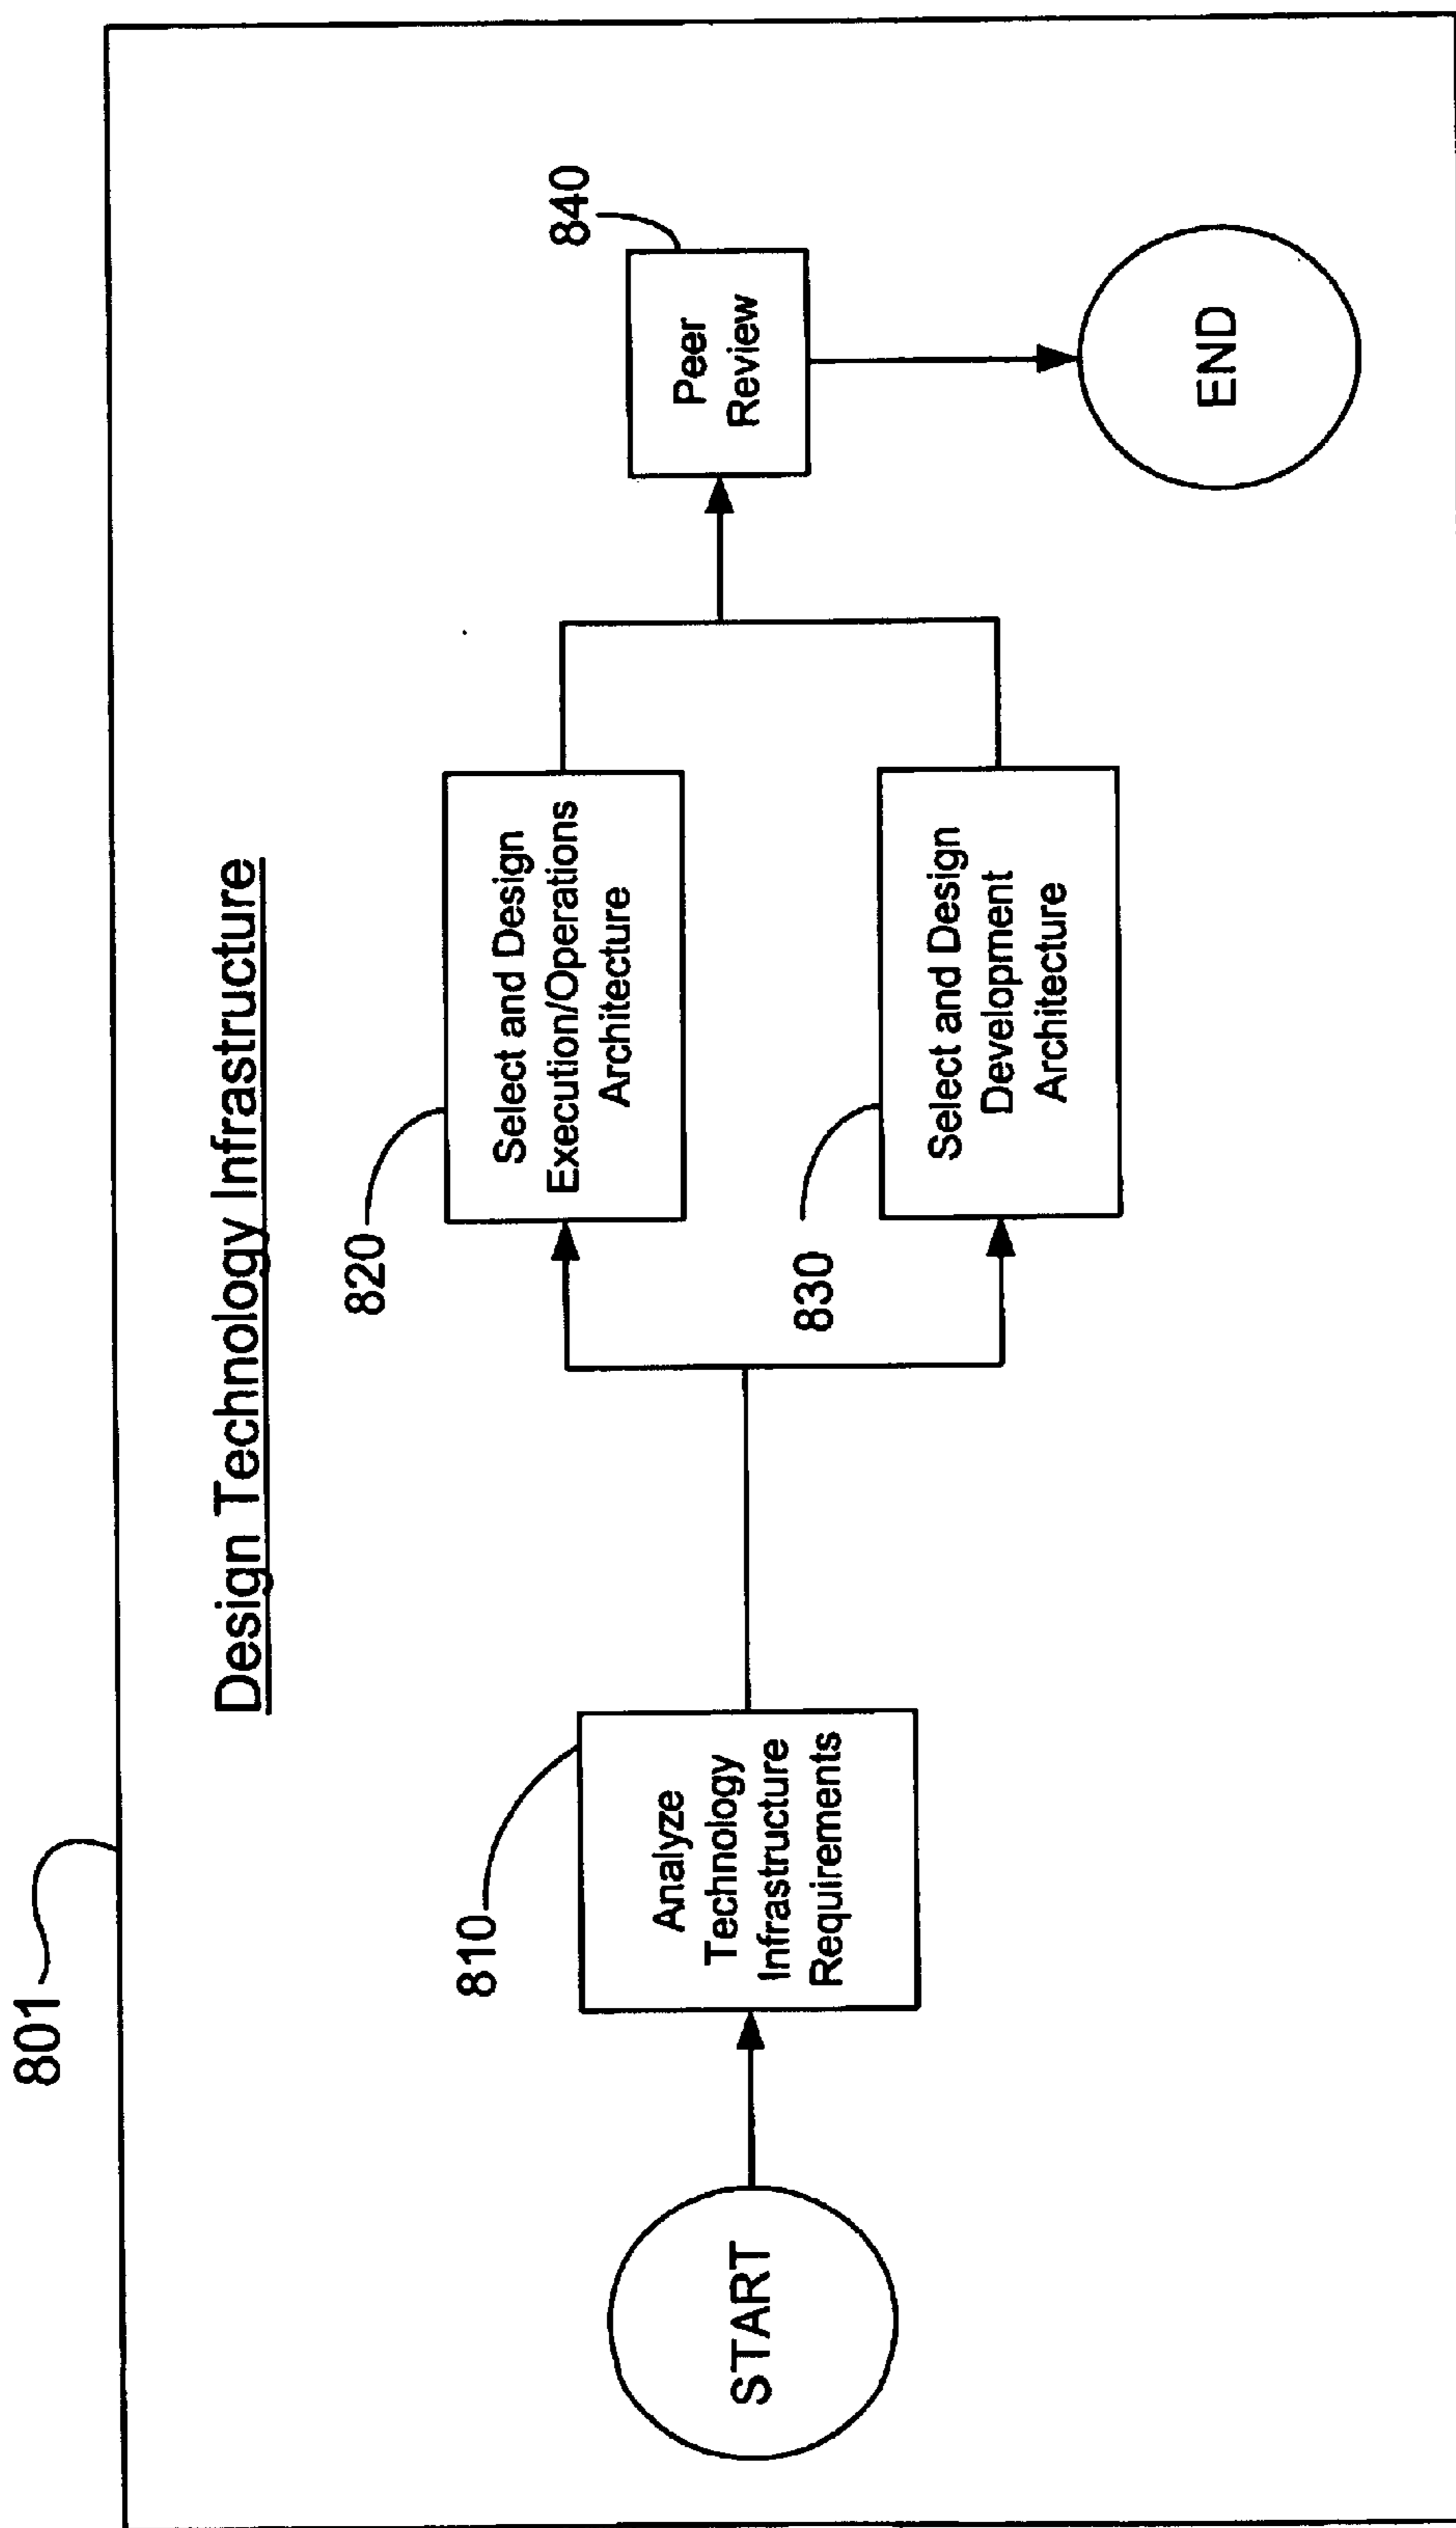 801
Design Technology Infrastructure
START
810
Analyze
Technology
Infrastructure
Requirements
820
Select and Design
Execution/Operations
Architecture
830
Select and Design
Development
Architecture
840
Peer
Review
END